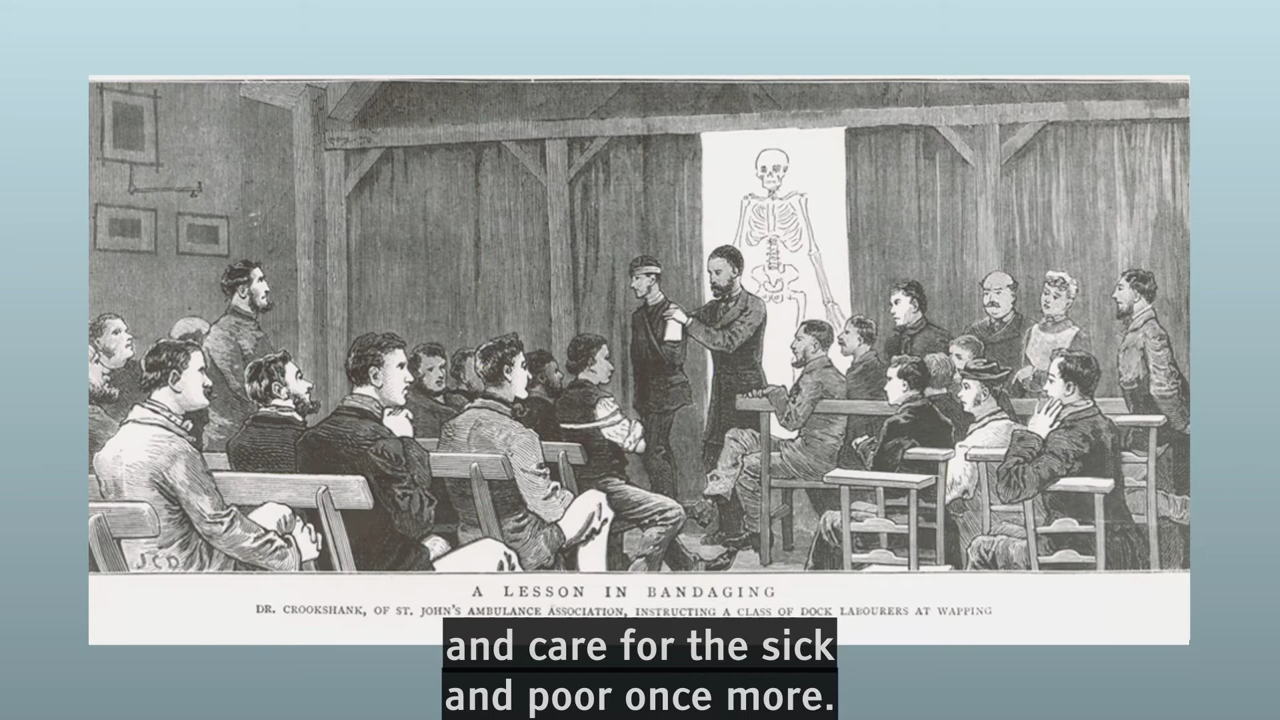 J.C.D.
A LESSON IN BANDAGING
DR. CROOKSHANK, OF ST. JOHN'S AMBULANCE ASSOCIATION, INSTRUCTING A CLASS OF DOCK LABOURERS AT WAPPING
and care for the sick
and poor once more.